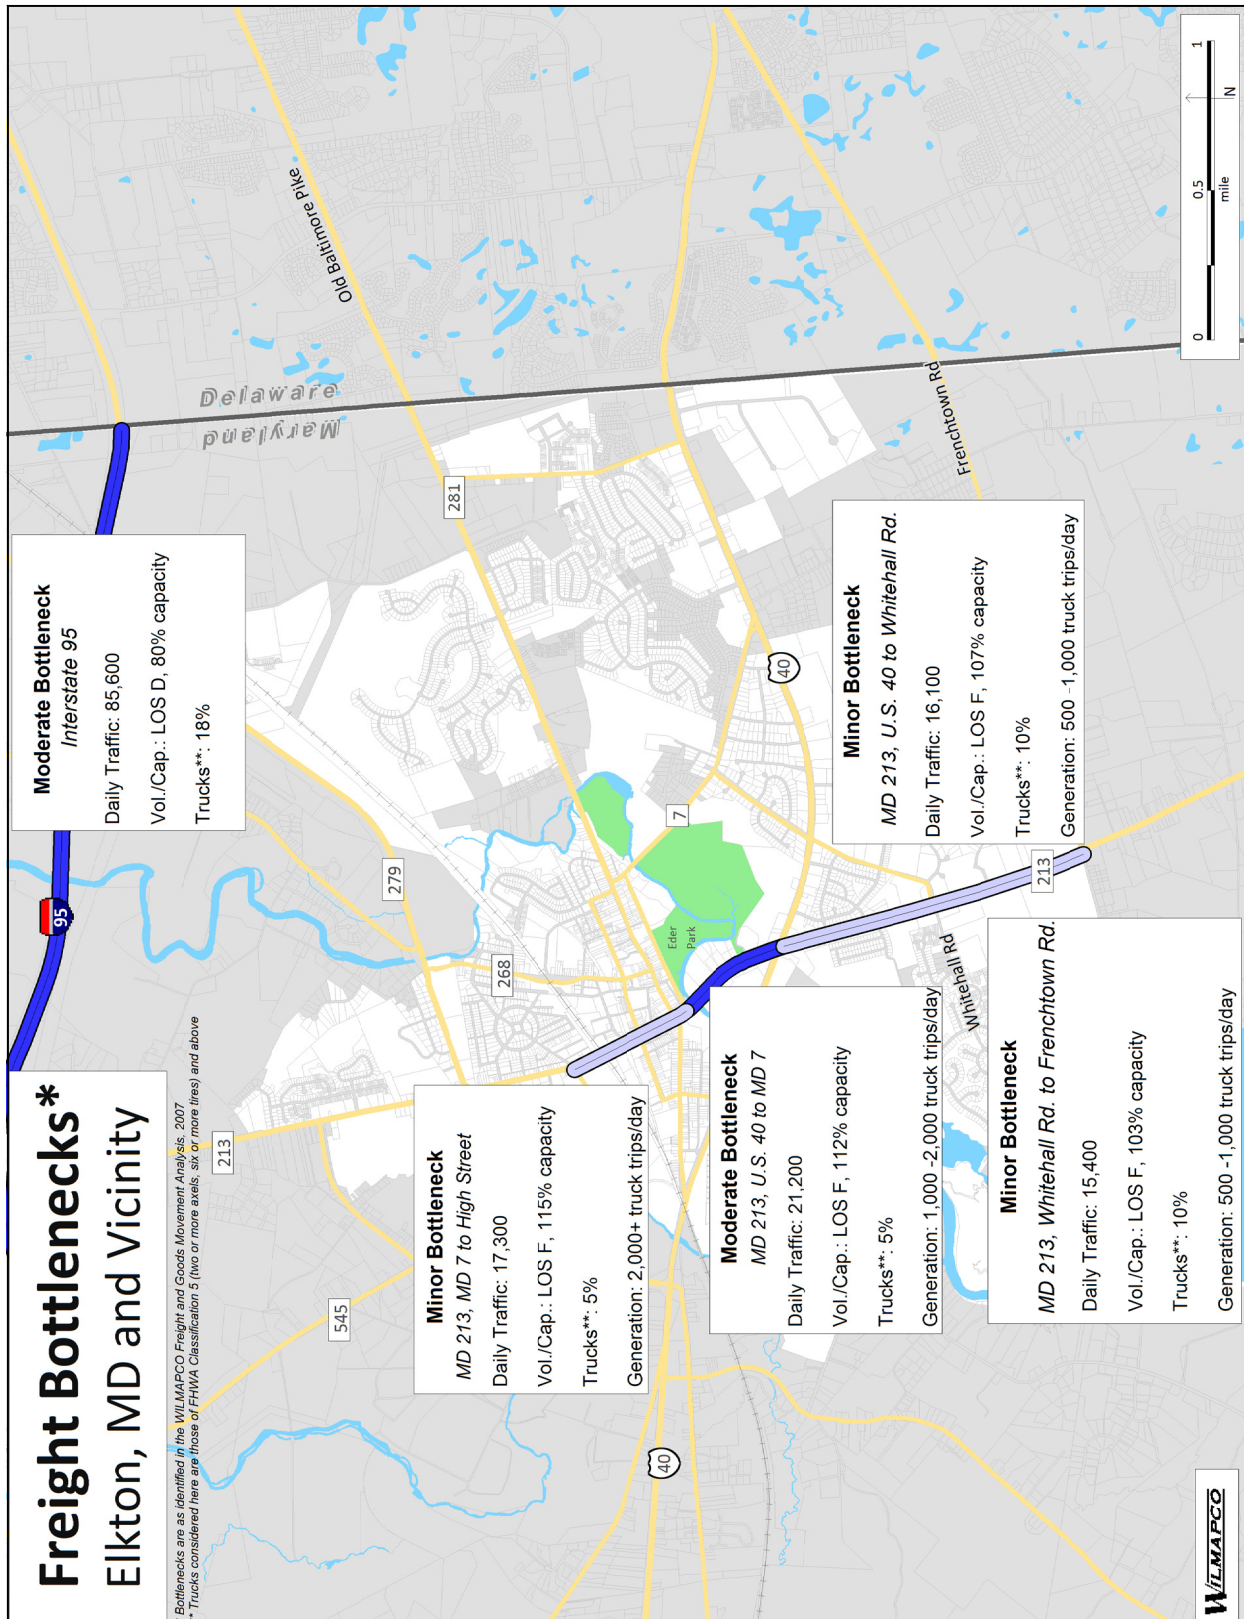 Freight Bottlenecks*
Elkton, MD and Vicinity
* Bottlenecks are as identified in the WILMAPCO Freight and Goods Movement Analysis, 2007
** Trucks considered here are those of FHWA Classification 5 (two or more axels, six or more tires) and above
95
Moderate Bottleneck
Interstate 95
Daily Traffic: 85,600
Vol./Cap.: LOS D, 80% capacity
Trucks**: 18%
Maryland
Delaware
Old Baltimore Pike
213
545
279
268
281
7
Eder
Park
40
40
Minor Bottleneck
MD 213, MD 7 to High Street
Daily Traffic: 17,300
Vol./Cap.: LOS F, 115% capacity
Trucks**: 5%
Generation: 2,000+ truck trips/day
Moderate Bottleneck
MD 213, U.S. 40 to MD 7
Daily Traffic: 21,200
Vol./Cap.: LOS F, 112% capacity
Trucks**: 5%
Generation: 1,000 -2,000 truck trips/day
Minor Bottleneck
MD 213, U.S. 40 to Whitehall Rd.
Daily Traffic: 16,100
Vol./Cap.: LOS F, 107% capacity
Trucks**: 10%
Generation: 500 -1,000 truck trips/day
Frenchtown Rd
Whitehall Rd
213
Minor Bottleneck
MD 213, Whitehall Rd. to Frenchtown Rd.
Daily Traffic: 15,400
Vol./Cap.: LOS F, 103% capacity
Trucks**: 10%
Generation: 500 -1,000 truck trips/day
WILMAPCO
0 0.5 1
mile
N